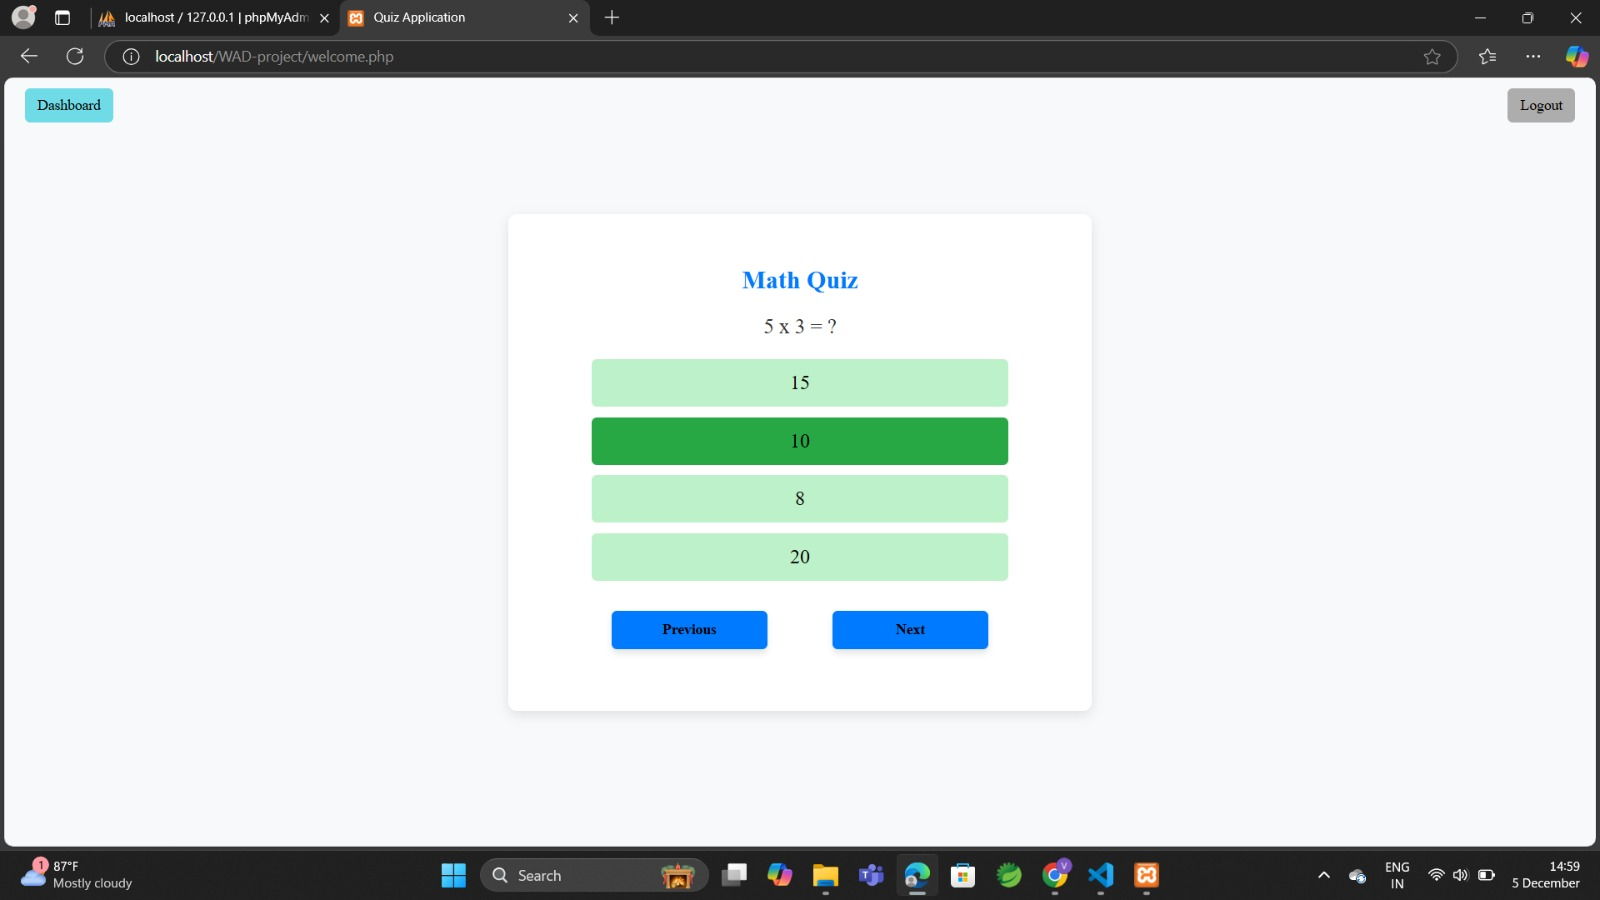 localhost / 127.0.0.1 | phpMyAdm
Quiz Application
localhost/WAD-project/welcome.php
Dashboard
Logout
Math Quiz
5 x 3 = ?
15
10
8
20
Previous
Next
1
87°F
Mostly cloudy
Search
V
ENG
IN
14:59
5 December